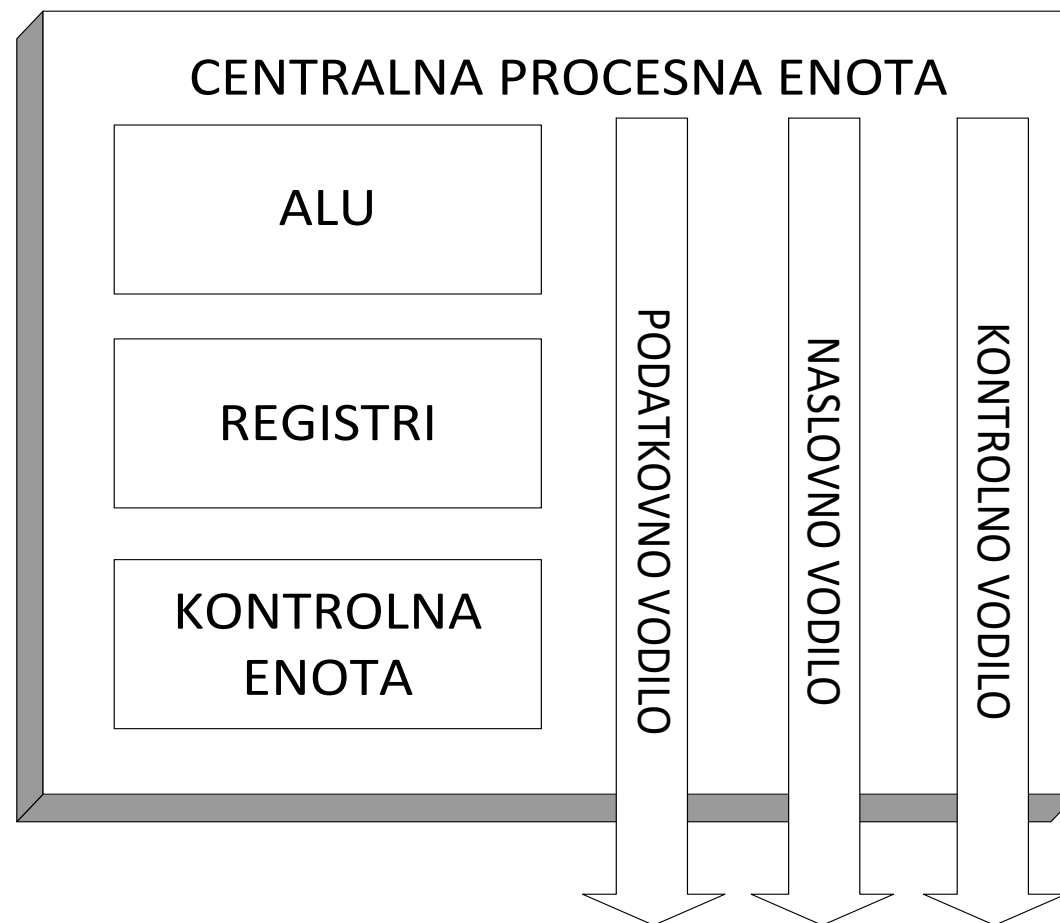 CENTRALNA PROCESNA ENOTA
ALU
REGISTRI
KONTROLNA
ENOTA
PODATKOVNO VODILO
NASLOVNO VODILO
KONTROLNO VODILO